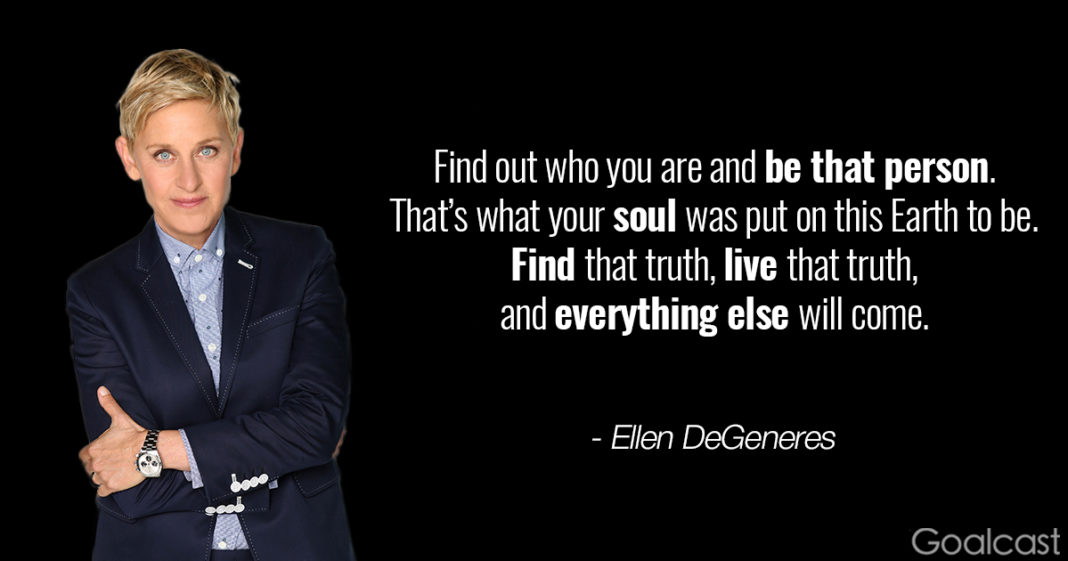 Find out who you are and be that person.
That’s what your soul was put on this Earth to be.
Find that truth, live that truth,
and everything else will come.
- Ellen DeGeneres
Goalcast